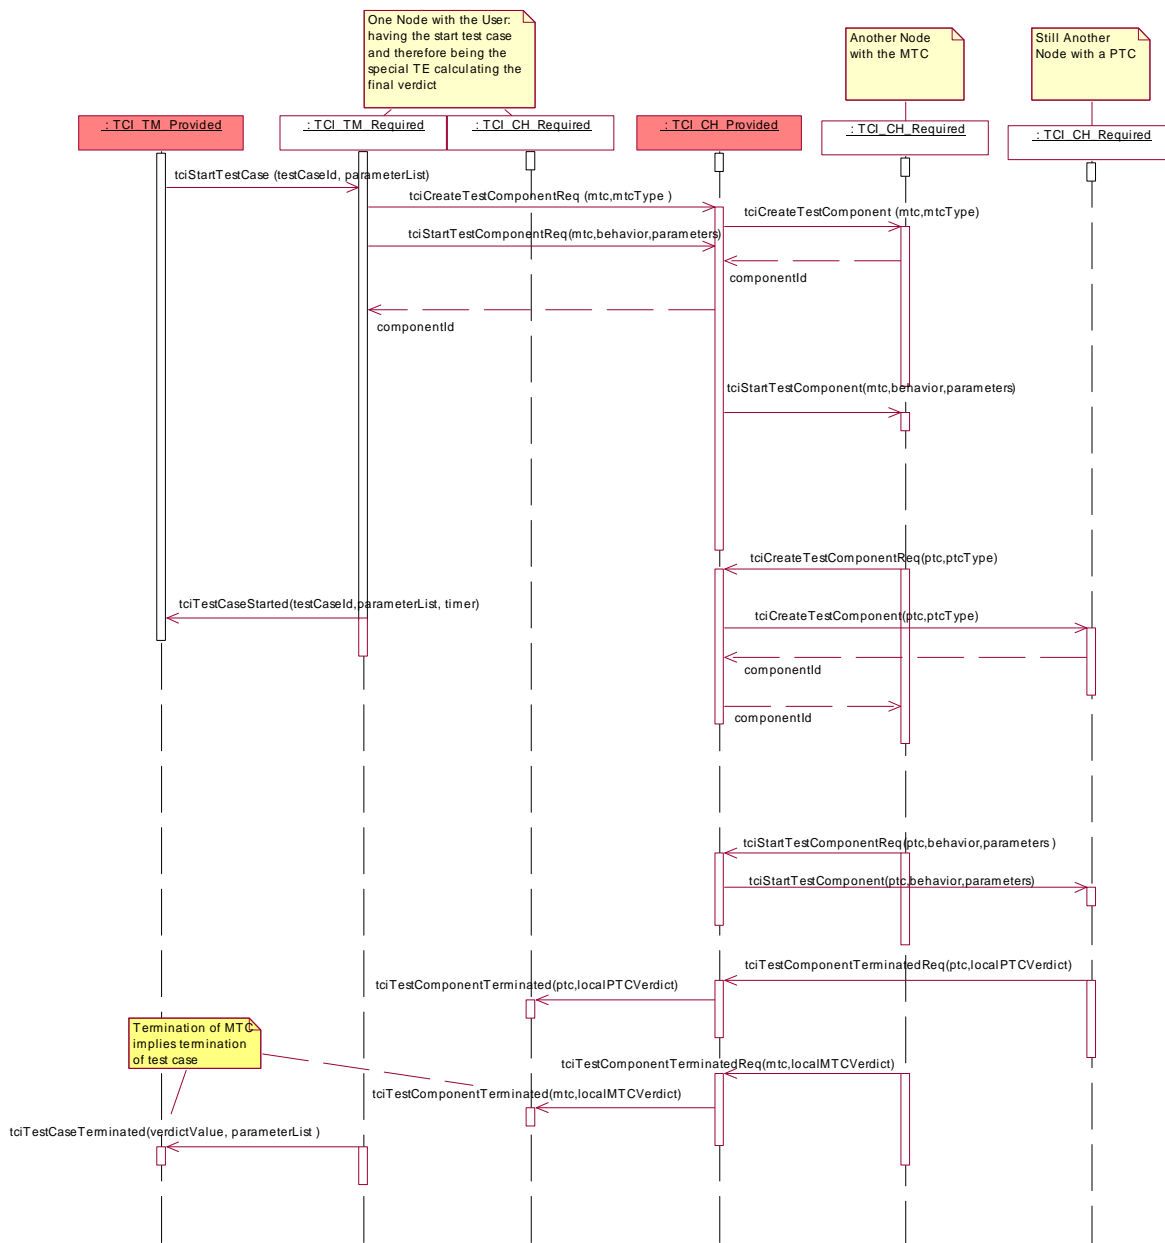 One Node with the User:
having the start test case
and therefore being the
special TE calculating the
final verdict
Another Node
with the MTC
Still Another
Node with a PTC
: TCI_TM_Provided
: TCI_TM_Required
: TCI_CH_Required
: TCI_CH_Provided
: TCI_CH_Required
: TCI_CH_Required
tciStartTestCase (testCaseId, parameterList)
tciCreateTestComponentReq (mtc,mtcType )
tciCreateTestComponent (mtc,mtcType)
tciStartTestComponentReq(mtc,behavior,parameters)
componentId
componentId
tciStartTestComponent(mtc,behavior,parameters)
tciCreateTestComponentReq(ptc,ptcType)
tciTestCaseStarted(testCaseId,parameterList, timer)
tciCreateTestComponent(ptc,ptcType)
componentId
componentId
tciStartTestComponentReq(ptc,behavior,parameters )
tciStartTestComponent(ptc,behavior,parameters)
tciTestComponentTerminatedReq(ptc,localPTCVerdict)
tciTestComponentTerminated(ptc,localPTCVerdict)
Termination of MTC
implies termination
of test case
tciTestComponentTerminatedReq(mtc,localMTCVerdict)
tciTestComponentTerminated(mtc,localMTCVerdict)
tciTestCaseTerminated(verdictValue, parameterList )